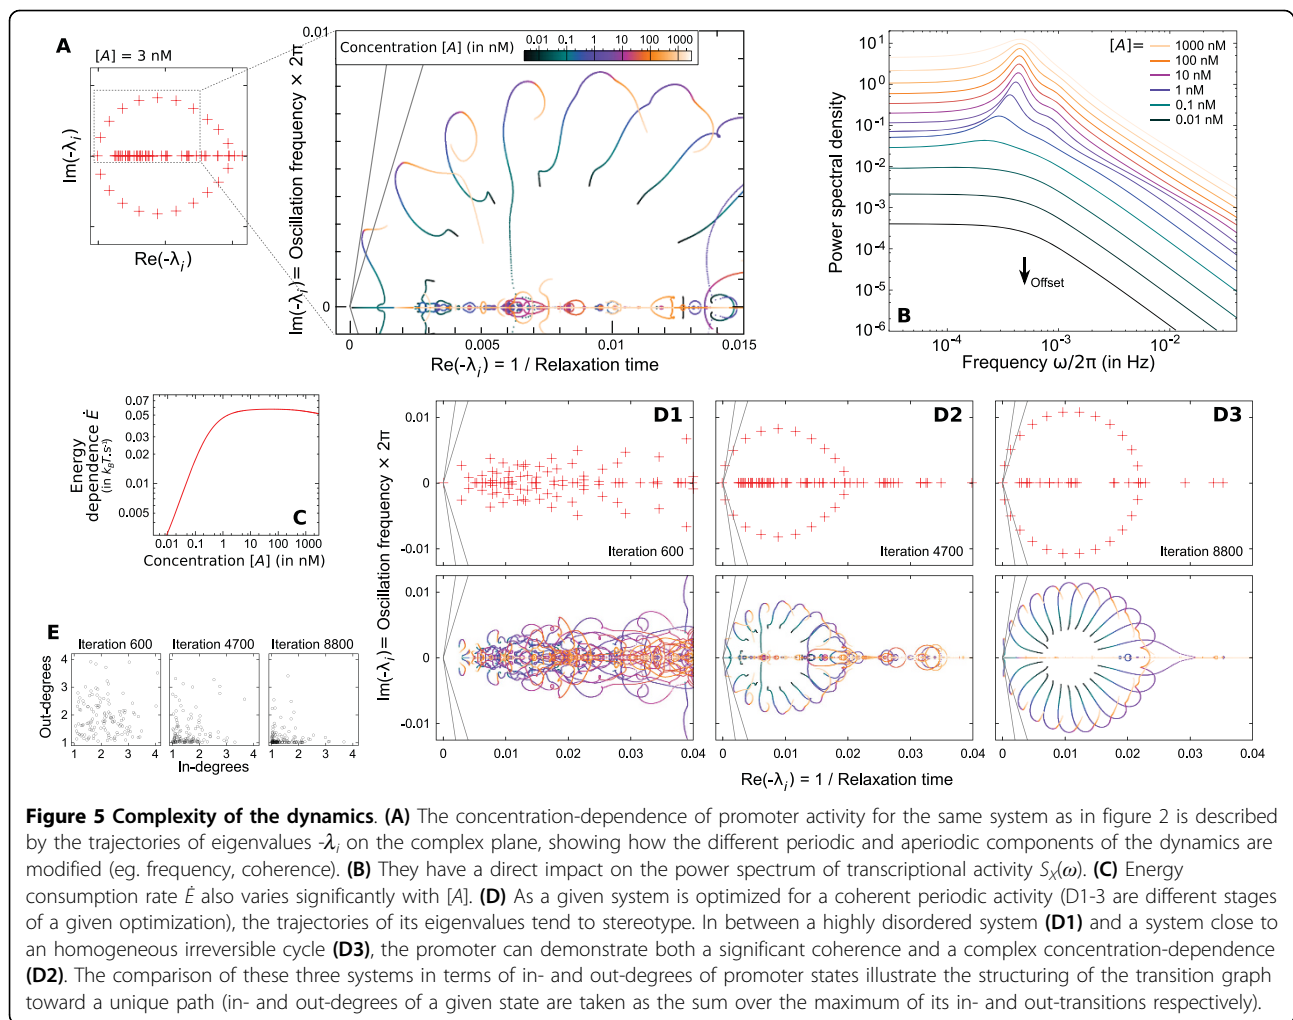 A
[A] = 3 nM
Im(-λi)
Re(-λi)
Im(-λi)= Oscillation frequency × 2π
0.01
0
Concentration [A] (in nM)
0.01 0.1 1 10 100 1000
0 0.005 0.01 0.015
Re(-λi) = 1 / Relaxation time
Power spectral density
10^1
10^0
10^-1
10^-2
10^-3
10^-4
10^-5
10^-6
[A]=
1000 nM
100 nM
10 nM
1 nM
0.1 nM
0.01 nM
Offset
B
10^-4 10^-3 10^-2
Frequency ω/2π (in Hz)
Energy
dependence Ė
(in kBT.s-1)
0.07
0.05
0.03
0.01
0.005
C
0.01 0.1 1 10 100 1000
Concentration [A] (in nM)
Im(-λi)= Oscillation frequency × 2π
0.01
0
-0.01
D1
Iteration 600
D2
Iteration 4700
D3
Iteration 8800
0.01
0
-0.01
0 0.01 0.02 0.03 0 0.01 0.02 0.03 0 0.01 0.02 0.03 0.04
Re(-λi) = 1 / Relaxation time
E
Iteration 600 Iteration 4700 Iteration 8800
Out-degrees
4
3
2
1
1 2 3 4 1 2 3 4 1 2 3 4
In-degrees
Figure 5 Complexity of the dynamics. (A) The concentration-dependence of promoter activity for the same system as in figure 2 is described
by the trajectories of eigenvalues -λi on the complex plane, showing how the different periodic and aperiodic components of the dynamics are
modified (eg. frequency, coherence). (B) They have a direct impact on the power spectrum of transcriptional activity SX(ω). (C) Energy
consumption rate Ė also varies significantly with [A]. (D) As a given system is optimized for a coherent periodic activity (D1-3 are different stages
of a given optimization), the trajectories of its eigenvalues tend to stereotype. In between a highly disordered system (D1) and a system close to
an homogeneous irreversible cycle (D3), the promoter can demonstrate both a significant coherence and a complex concentration-dependence
(D2). The comparison of these three systems in terms of in- and out-degrees of promoter states illustrate the structuring of the transition graph
toward a unique path (in- and out-degrees of a given state are taken as the sum over the maximum of its in- and out-transitions respectively).